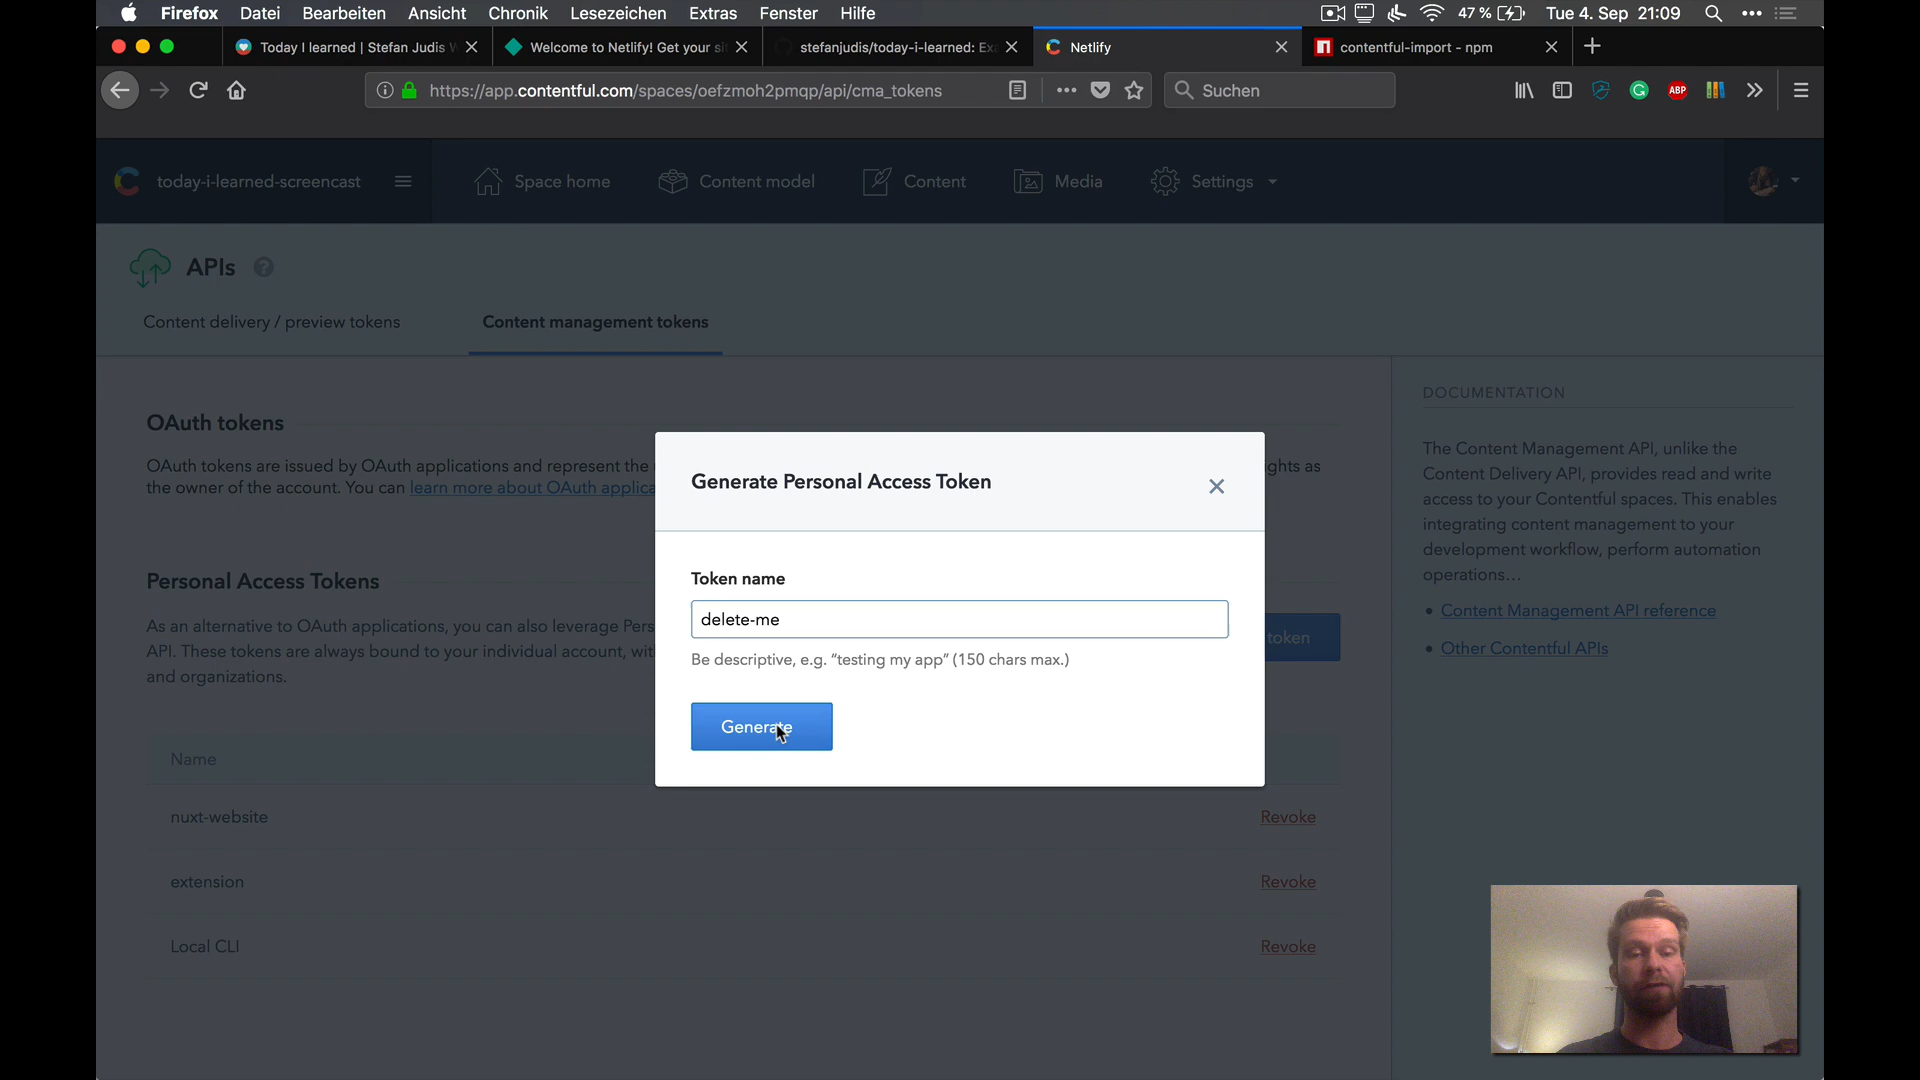 Firefox Datei Bearbeiten Ansicht Chronik Lesezeichen Extras Fenster Hilfe 47 % Tue 4. Sep 21:09
Today I learned | Stefan Judis W
Welcome to Netlify! Get your si
stefanjudis/today-i-learned: Ex
Netlify
contentful-import - npm
https://app.contentful.com/spaces/oefzmoh2pmqp/api/cma_tokens
Suchen
ABP
today-i-learned-screencast
Space home Content model Content Media Settings
APIs ?
Content delivery / preview tokens Content management tokens
OAuth tokens
OAuth tokens are issued by OAuth applications and represent the
ghts as
the owner of the account. You can learn more about OAuth applica
Personal Access Tokens
As an alternative to OAuth applications, you can also leverage Pers
API. These tokens are always bound to your individual account, wit
and organizations.
token
Name
nuxt-website Revoke
extension Revoke
Local CLI Revoke
Generate Personal Access Token
Token name
delete-me
Be descriptive, e.g. “testing my app” (150 chars max.)
Generate
DOCUMENTATION
The Content Management API, unlike the
Content Delivery API, provides read and write
access to your Contentful spaces. This enables
integrating content management to your
development workflow, perform automation
operations…
Content Management API reference
Other Contentful APIs